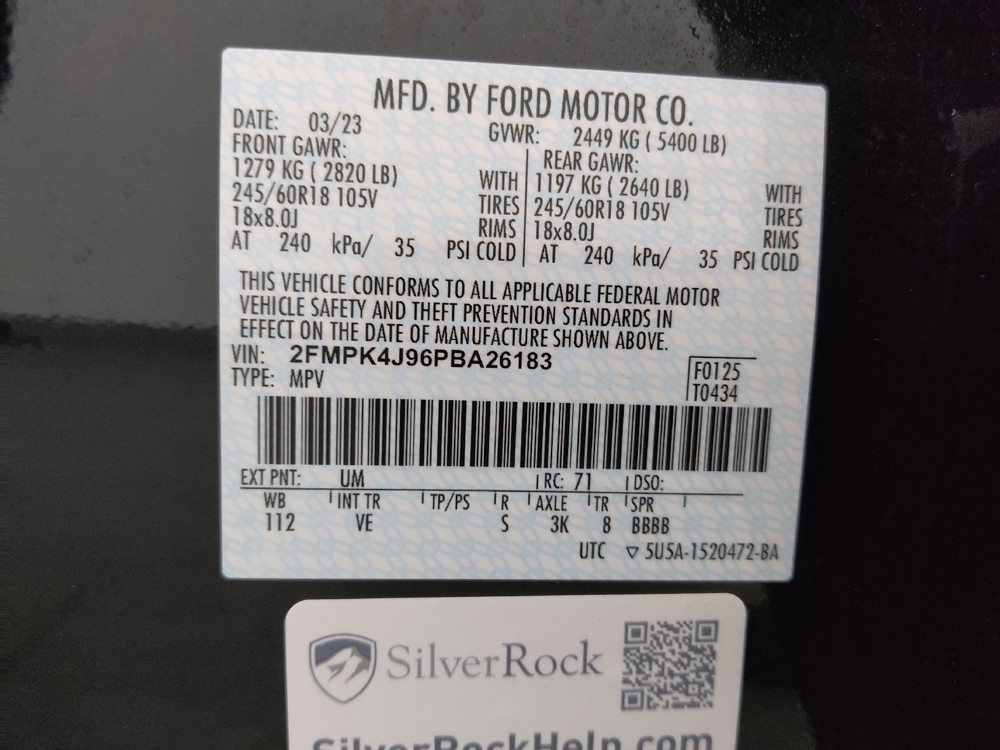 MFD. BY FORD MOTOR CO.
DATE: 03/23 GVWR: 2449 KG ( 5400 LB)
FRONT GAWR: REAR GAWR:
1279 KG ( 2820 LB) WITH 1197 KG ( 2640 LB) WITH
245/60R18 105V TIRES 245/60R18 105V TIRES
18x8.0J RIMS 18x8.0J RIMS
AT 240 kPa/ 35 PSI COLD AT 240 kPa/ 35 PSI COLD
THIS VEHICLE CONFORMS TO ALL APPLICABLE FEDERAL MOTOR
VEHICLE SAFETY AND THEFT PREVENTION STANDARDS IN
EFFECT ON THE DATE OF MANUFACTURE SHOWN ABOVE.
VIN: 2FMPK4J96PBA26183
TYPE: MPV
F0125
T0434
EXT PNT: UM RC: 71 DSO:
WB INT TR TP/PS R AXLE TR SPR
112 VE S 3K 8 BBBB
UTC ▽ 5U5A-1520472-BA
SilverRock
SilverRockHelp.com